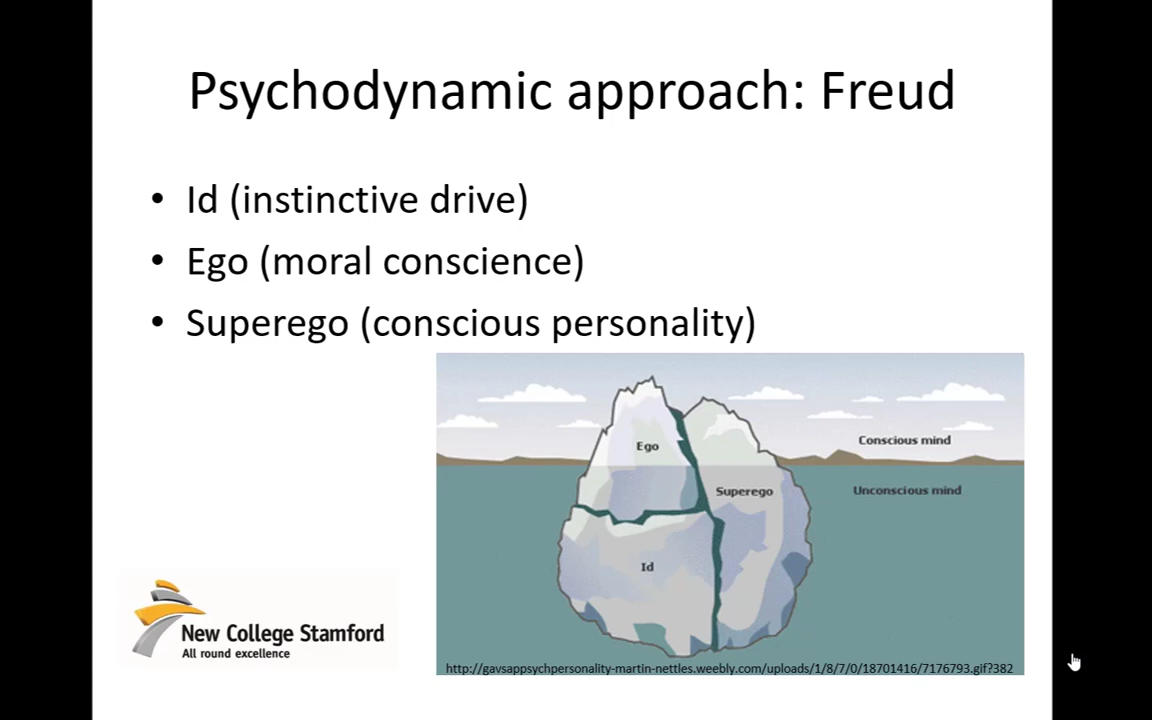 Psychodynamic approach: Freud
• Id (instinctive drive)
• Ego (moral conscience)
• Superego (conscious personality)
Conscious mind
Ego
Superego
Unconscious mind
Id
New College Stamford
All round excellence
http://gavsappsychpersonality-martin-nettles.weebly.com/uploads/1/8/7/0/18701416/7176793.gif?382